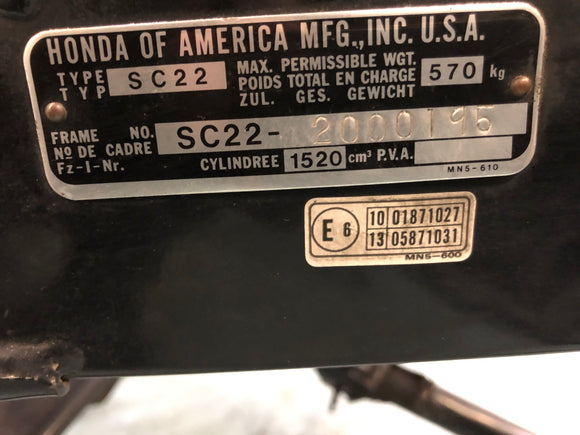 HONDA OF AMERICA MFG., INC. U.S.A.
TYPE
TYP
SC22
MAX. PERMISSIBLE WGT.
POIDS TOTAL EN CHARGE
ZUL. GES. GEWICHT
570 kg
FRAME NO.
Nº DE CADRE
Fz-I-Nr.
SC22-2000195
CYLINDREE 1520 cm³ P.V.A.
MN5-610
E6
10 01871027
13 05871031
MN5-600